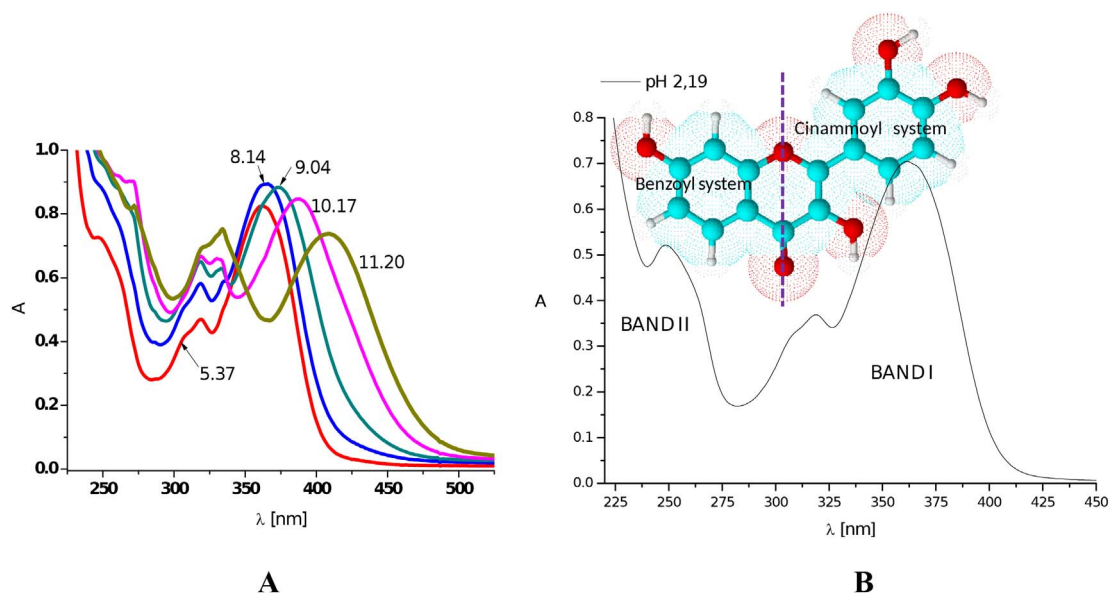 1.0
0.8
0.6
0.4
0.2
0.0
A
250 300 350 400 450 500
λ [nm]
8.14
9.04
10.17
11.20
5.37
A
pH 2,19
0.8
0.7
0.6
0.5
0.4
0.3
0.2
0.1
0.0
A
225 250 275 300 325 350 375 400 425 450
λ [nm]
Cinammoyl system
Benzoyl system
BAND II
BAND I
B